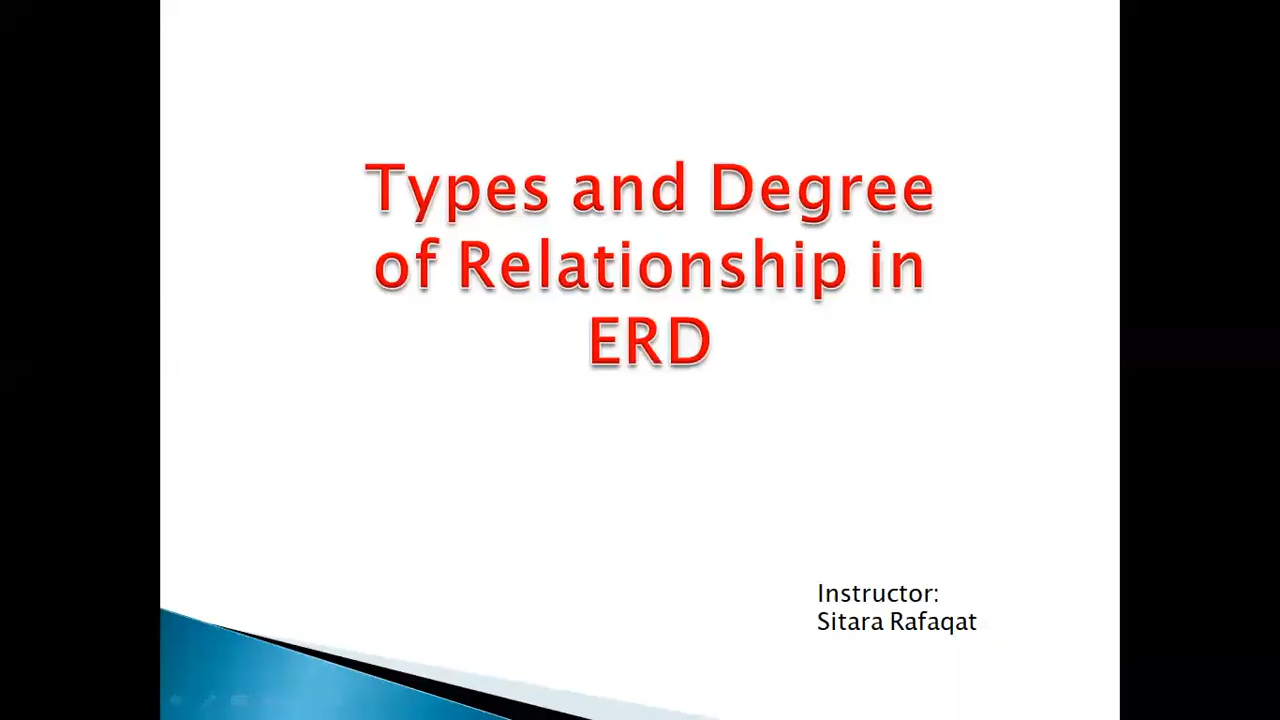 Types and Degree
of Relationship in
ERD
Instructor:
Sitara Rafaqat